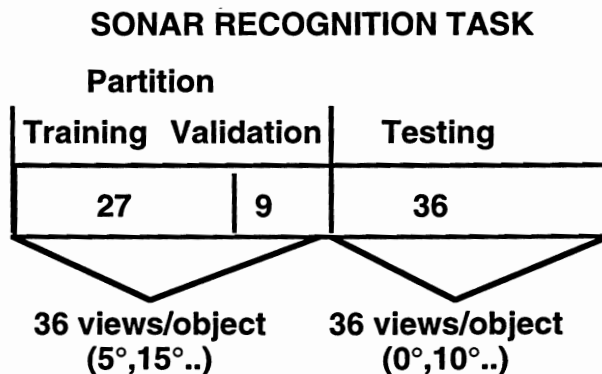 SONAR RECOGNITION TASK
Partition
Training Validation Testing
27 9 36
36 views/object 36 views/object
(5°,15°..) (0°,10°..)